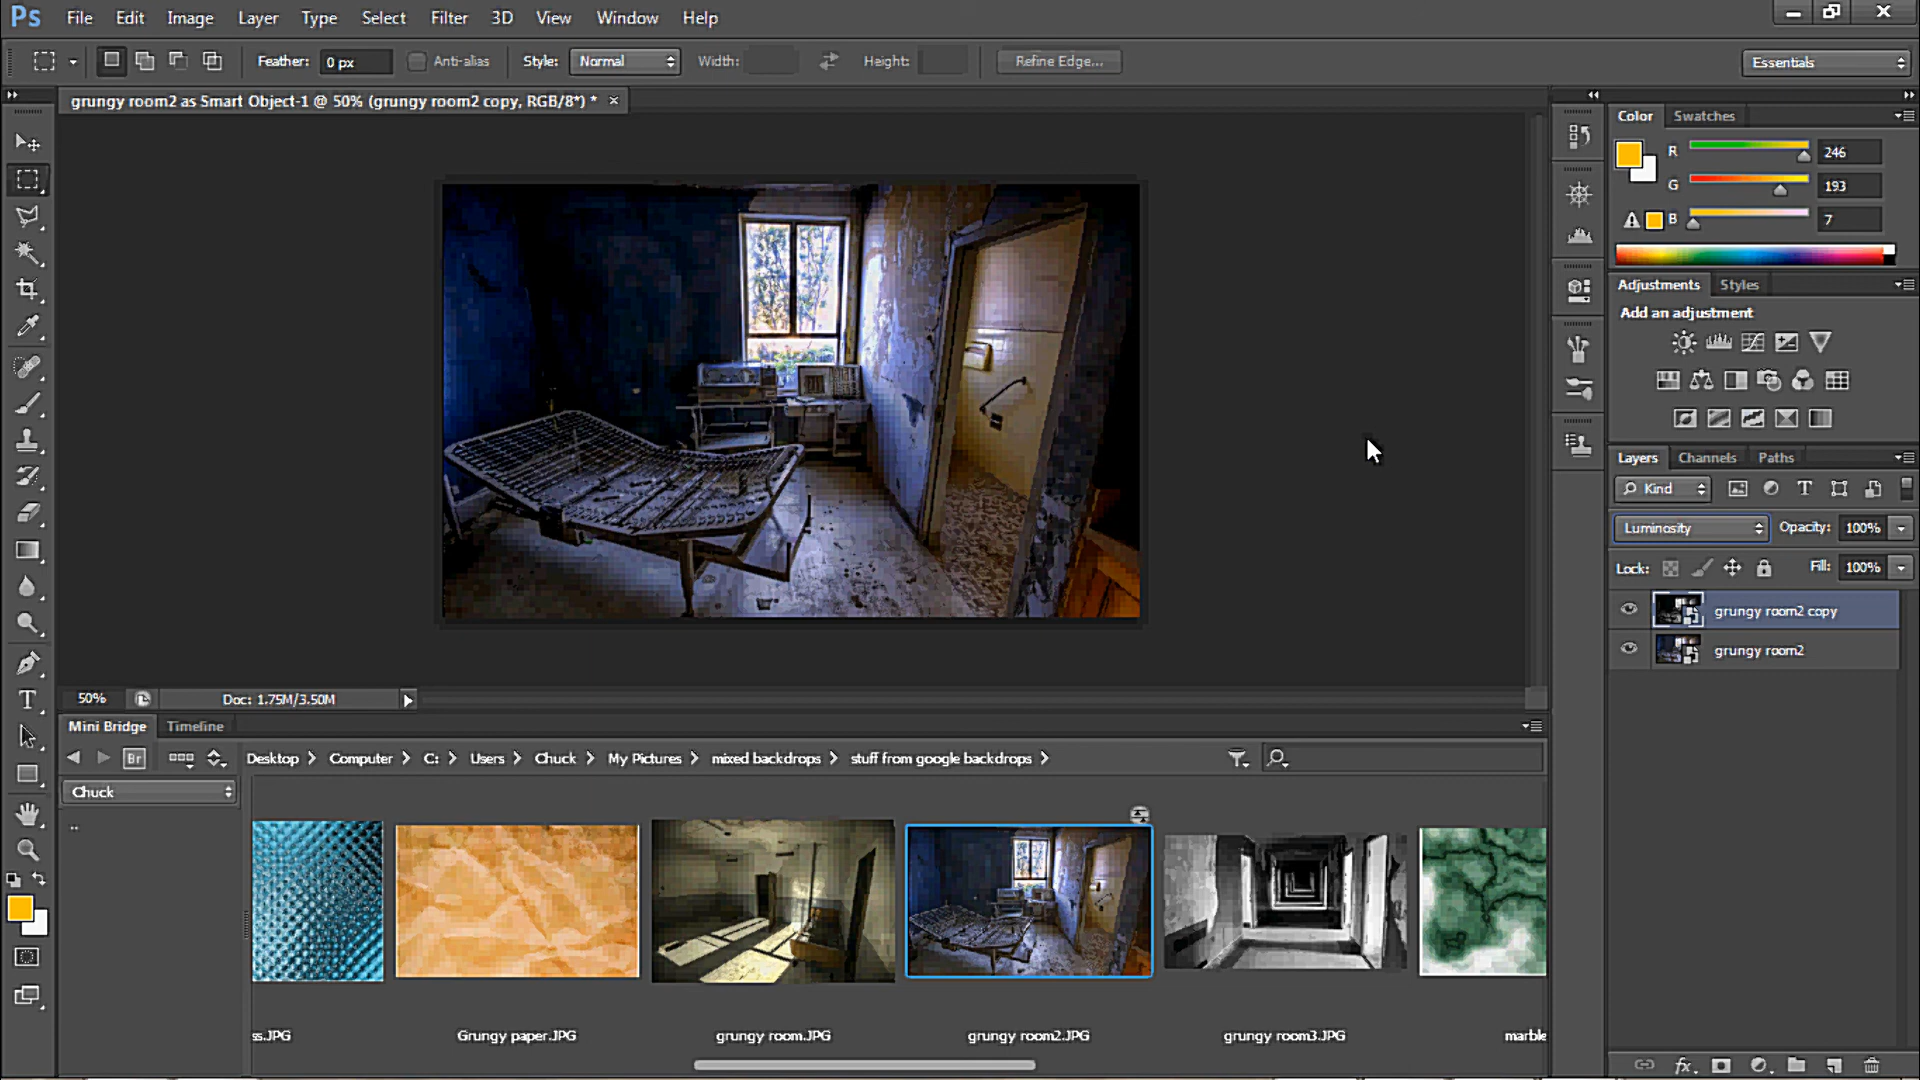 Ps File Edit Image Layer Type Select Filter 3D View Window Help
Feather: 0 px Anti-alias Style: Normal Width: Height: Refine Edge... Essentials
grungy room2 as Smart Object-1 @ 50% (grungy room2 copy, RGB/8*) * ×
Color Swatches
R 246
G 193
B 7
Adjustments Styles
Add an adjustment
Layers Channels Paths
Kind
Luminosity Opacity: 100%
Lock: Fill: 100%
grungy room2 copy
grungy room2
50% Doc: 1.75M/3.50M
Mini Bridge Timeline
Br Desktop Computer C: Users Chuck My Pictures mixed backdrops stuff from google backdrops
Chuck
..
ss.JPG Grungy paper.JPG grungy room.JPG grungy room2.JPG grungy room3.JPG marble
fx